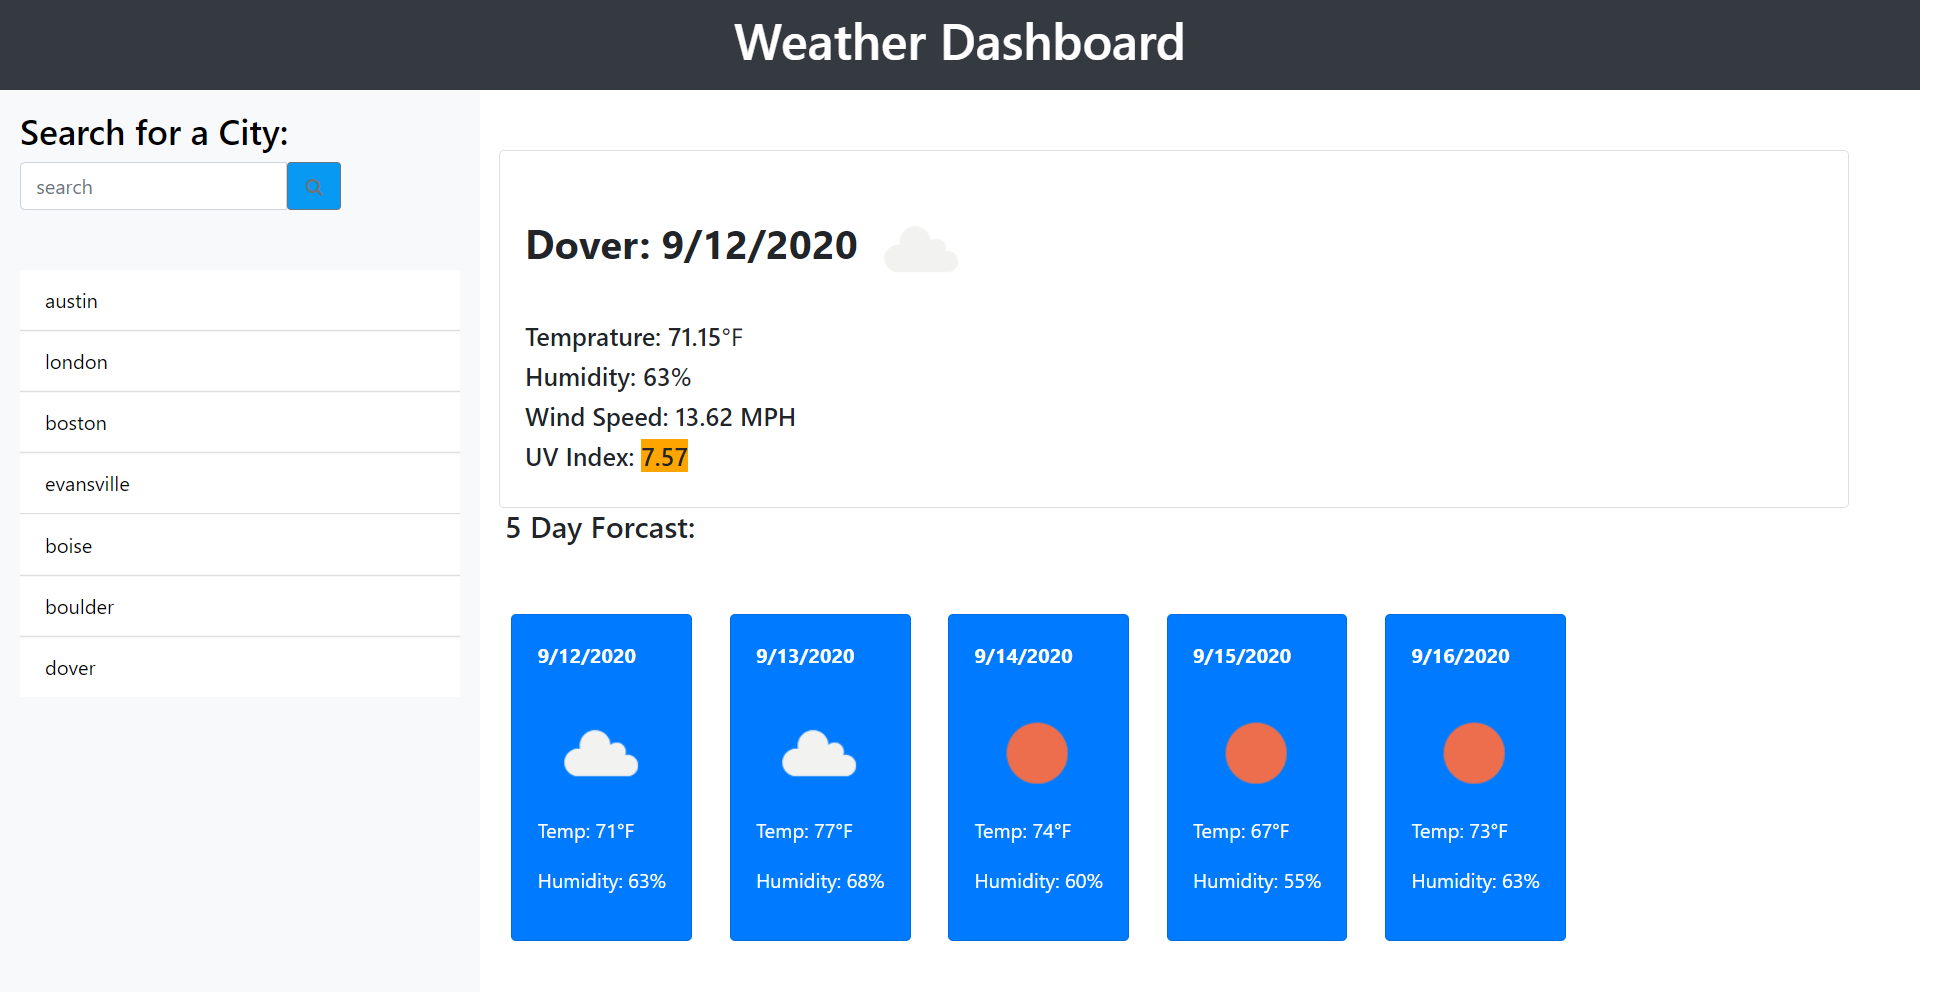 Weather Dashboard
Search for a City:
search
austin
london
boston
evansville
boise
boulder
dover
Dover: 9/12/2020
Temprature: 71.15°F
Humidity: 63%
Wind Speed: 13.62 MPH
UV Index: 7.57
5 Day Forcast:
9/12/2020
Temp: 71°F
Humidity: 63%
9/13/2020
Temp: 77°F
Humidity: 68%
9/14/2020
Temp: 74°F
Humidity: 60%
9/15/2020
Temp: 67°F
Humidity: 55%
9/16/2020
Temp: 73°F
Humidity: 63%